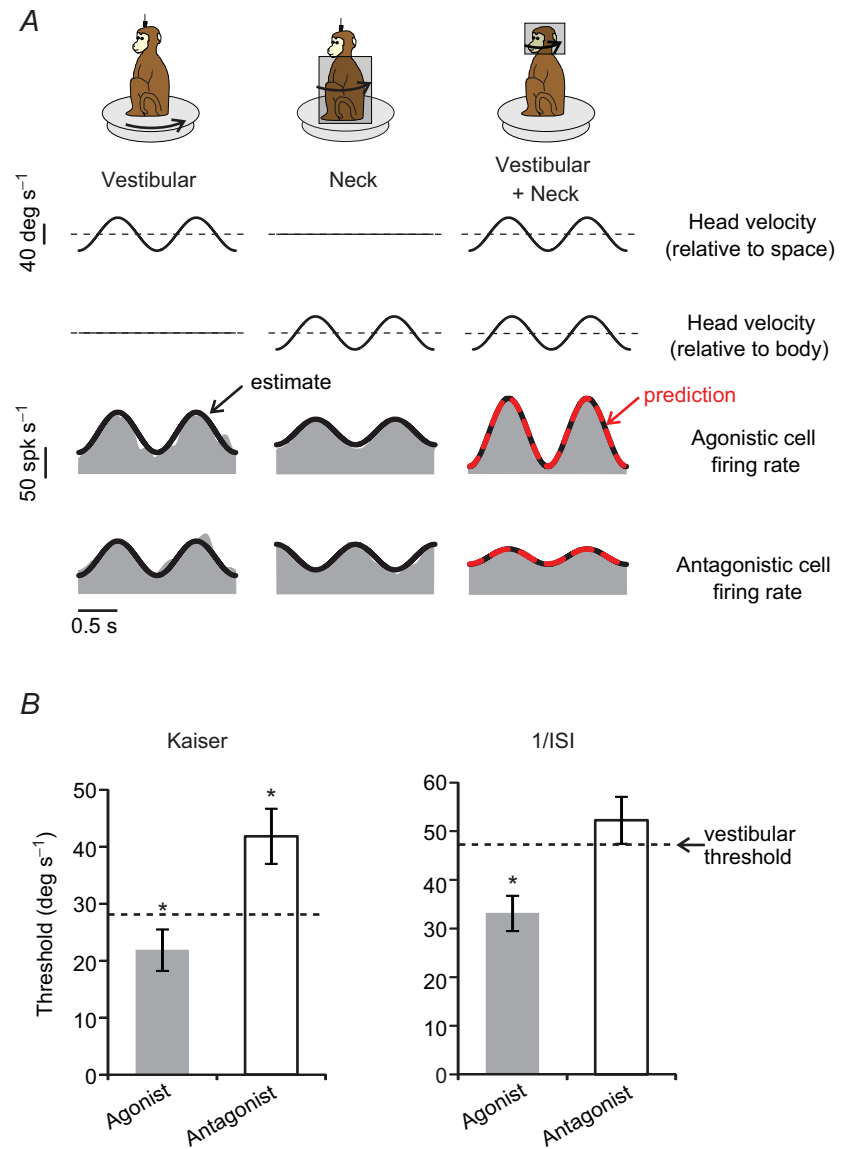 A
Vestibular
Neck
Vestibular
+ Neck
40 deg s⁻¹
Head velocity
(relative to space)
Head velocity
(relative to body)
estimate
prediction
50 spk s⁻¹
Agonistic cell
firing rate
Antagonistic cell
firing rate
0.5 s
B
Kaiser
1/ISI
Threshold (deg s⁻¹)
50
40
30
20
10
0
*
*
Agonist
Antagonist
60
50
40
30
20
10
0
*
vestibular
threshold
Agonist
Antagonist